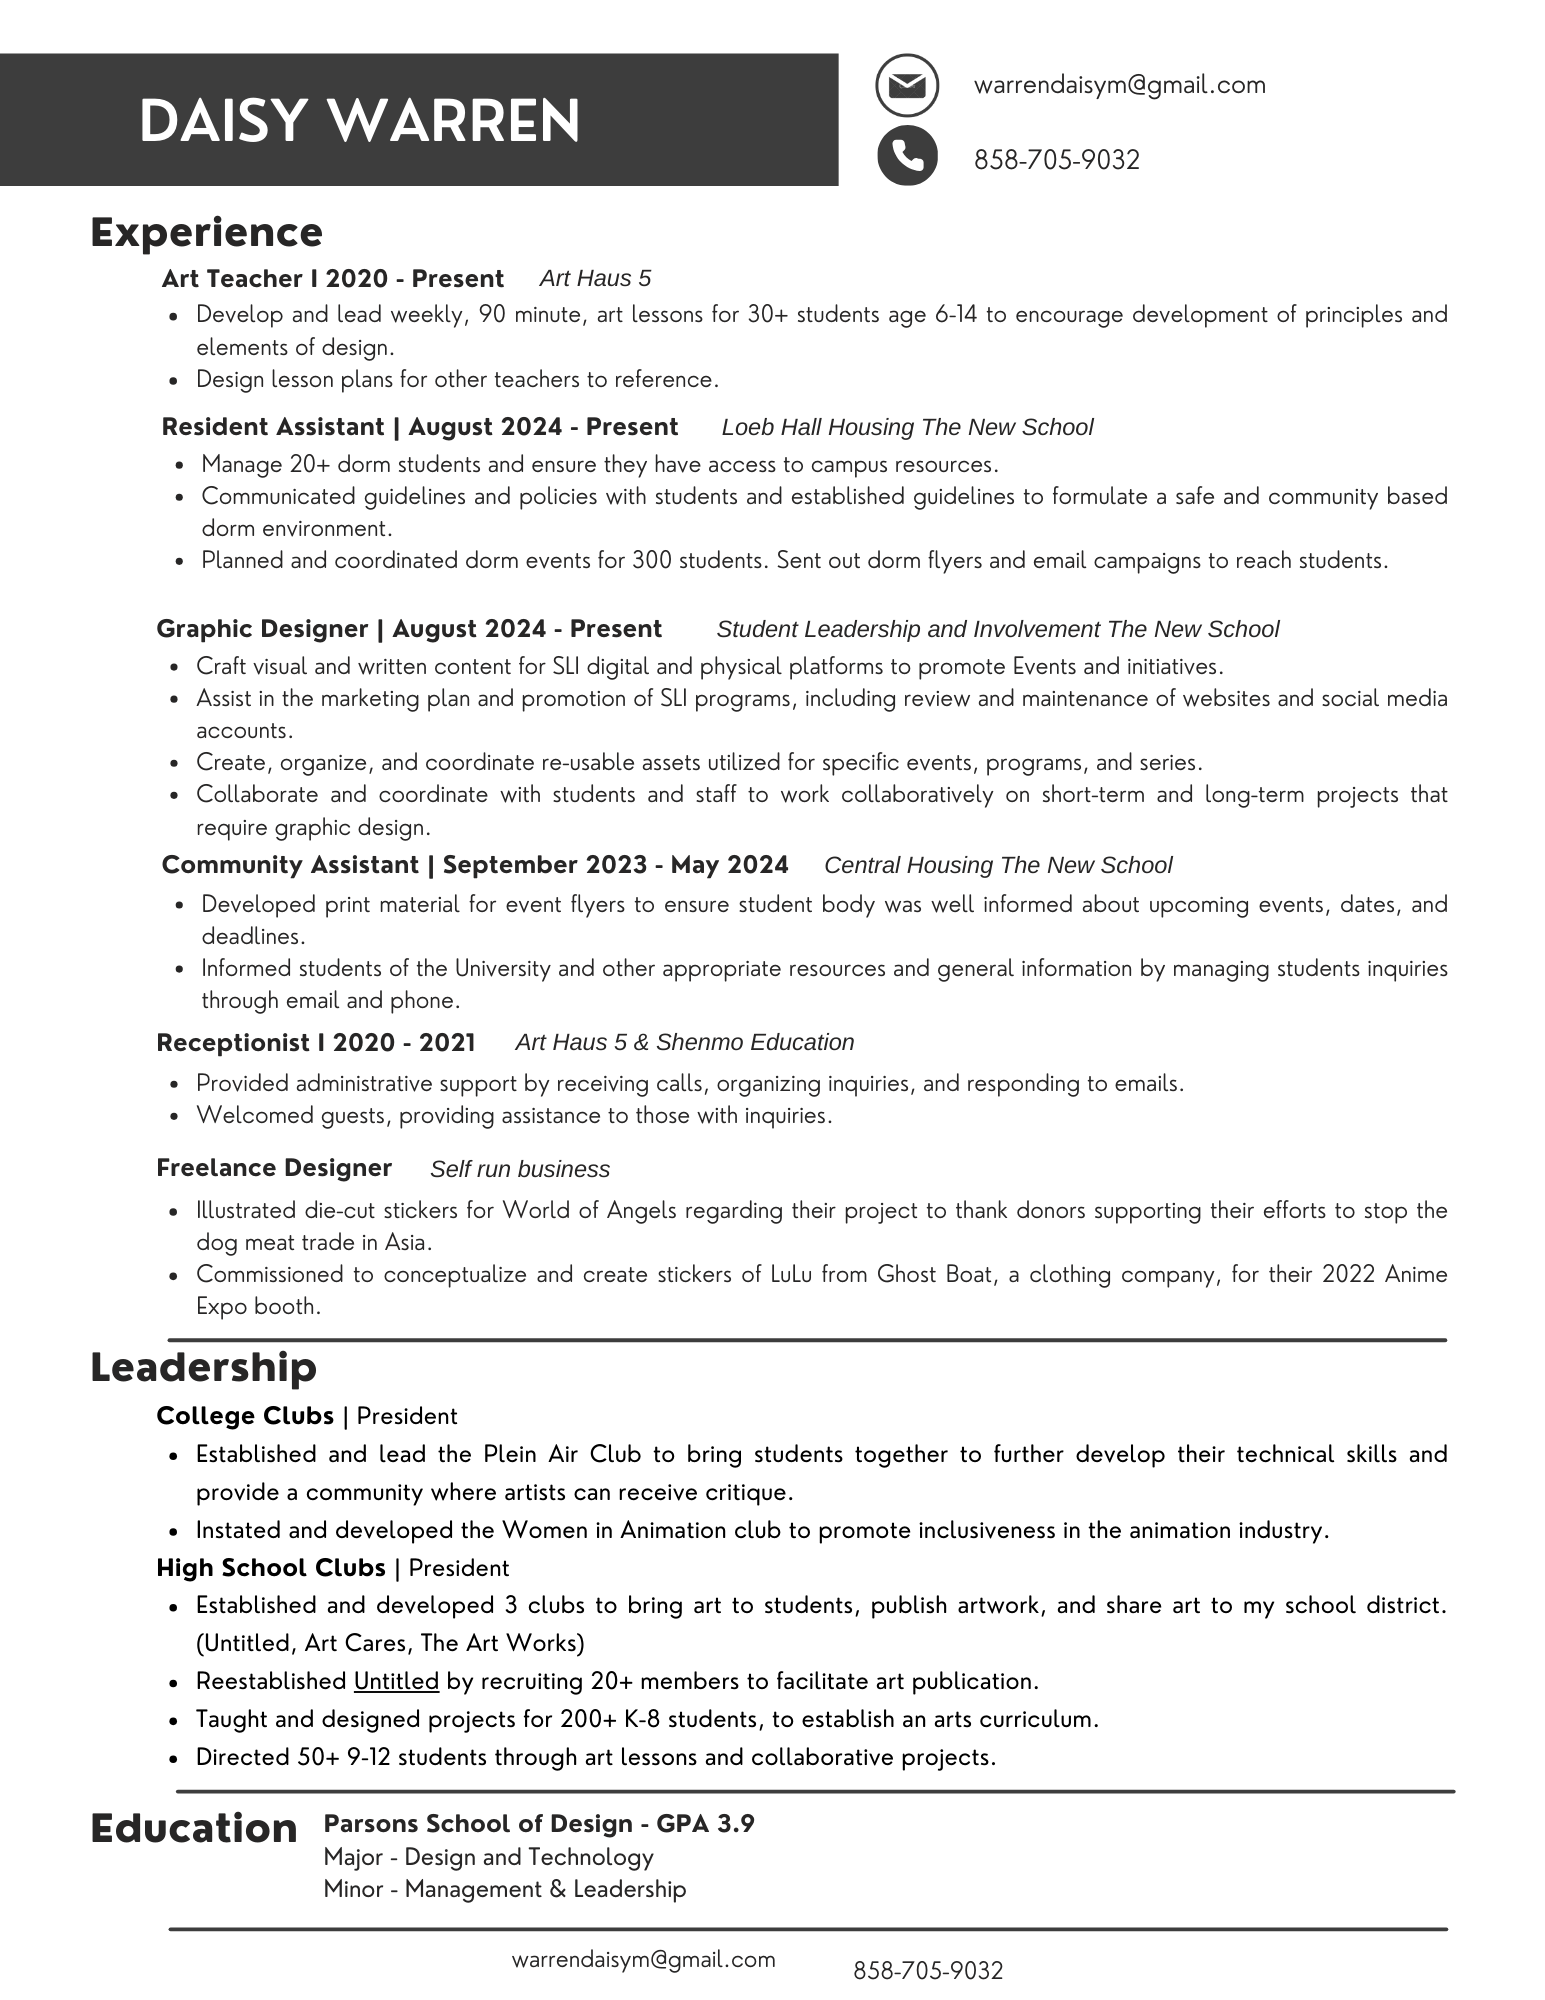 DAISY WARREN
warrendaisym@gmail.com
858-705-9032
Experience
Art Teacher I 2020 - Present Art Haus 5
• Develop and lead weekly, 90 minute, art lessons for 30+ students age 6-14 to encourage development of principles and
elements of design.
• Design lesson plans for other teachers to reference.
Resident Assistant | August 2024 - Present Loeb Hall Housing The New School
• Manage 20+ dorm students and ensure they have access to campus resources.
• Communicated guidelines and policies with students and established guidelines to formulate a safe and community based
dorm environment.
• Planned and coordinated dorm events for 300 students. Sent out dorm flyers and email campaigns to reach students.
Graphic Designer | August 2024 - Present Student Leadership and Involvement The New School
• Craft visual and written content for SLI digital and physical platforms to promote Events and initiatives.
• Assist in the marketing plan and promotion of SLI programs, including review and maintenance of websites and social media
accounts.
• Create, organize, and coordinate re-usable assets utilized for specific events, programs, and series.
• Collaborate and coordinate with students and staff to work collaboratively on short-term and long-term projects that
require graphic design.
Community Assistant | September 2023 - May 2024 Central Housing The New School
• Developed print material for event flyers to ensure student body was well informed about upcoming events, dates, and
deadlines.
• Informed students of the University and other appropriate resources and general information by managing students inquiries
through email and phone.
Receptionist I 2020 - 2021 Art Haus 5 & Shenmo Education
• Provided administrative support by receiving calls, organizing inquiries, and responding to emails.
• Welcomed guests, providing assistance to those with inquiries.
Freelance Designer Self run business
• Illustrated die-cut stickers for World of Angels regarding their project to thank donors supporting their efforts to stop the
dog meat trade in Asia.
• Commissioned to conceptualize and create stickers of LuLu from Ghost Boat, a clothing company, for their 2022 Anime
Expo booth.
Leadership
College Clubs | President
• Established and lead the Plein Air Club to bring students together to further develop their technical skills and
provide a community where artists can receive critique.
• Instated and developed the Women in Animation club to promote inclusiveness in the animation industry.
High School Clubs | President
• Established and developed 3 clubs to bring art to students, publish artwork, and share art to my school district.
(Untitled, Art Cares, The Art Works)
• Reestablished Untitled by recruiting 20+ members to facilitate art publication.
• Taught and designed projects for 200+ K-8 students, to establish an arts curriculum.
• Directed 50+ 9-12 students through art lessons and collaborative projects.
Education
Parsons School of Design - GPA 3.9
Major - Design and Technology
Minor - Management & Leadership
warrendaisym@gmail.com
858-705-9032